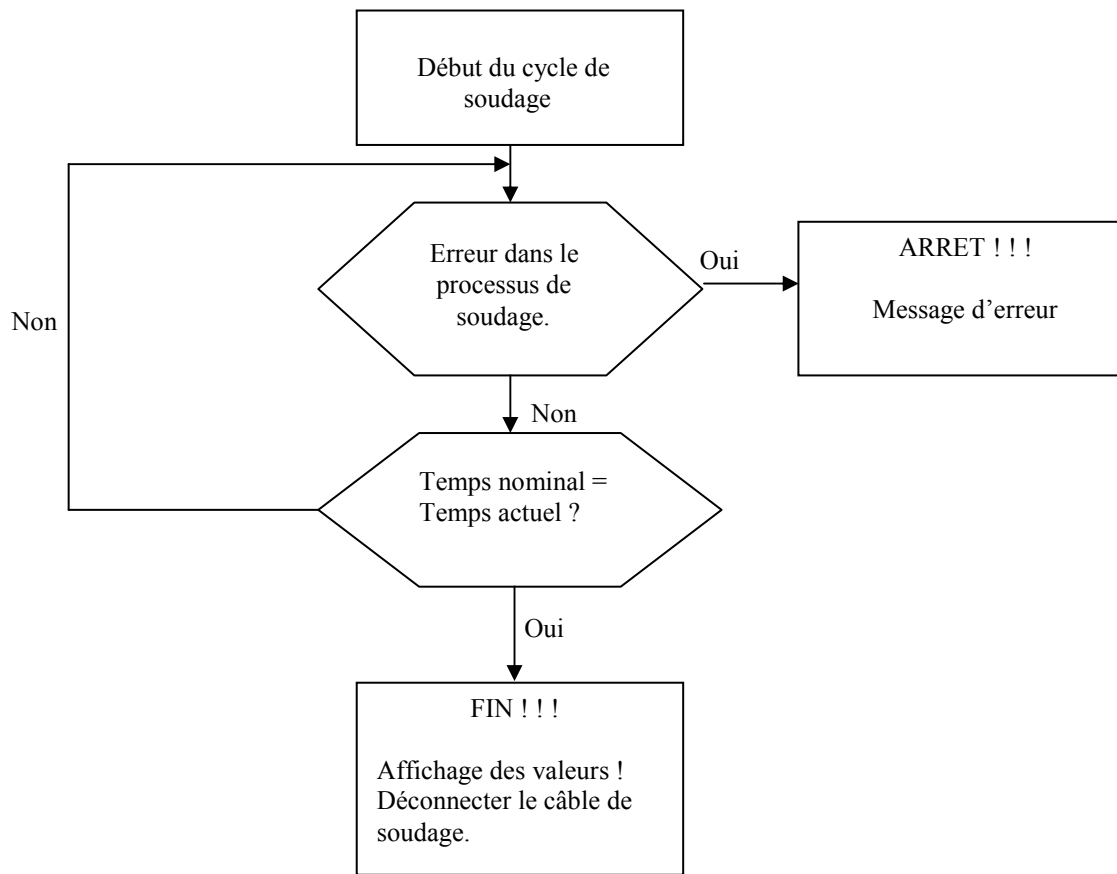 Début du cycle de
soudage
Erreur dans le
processus de
soudage.
Oui
ARRET ! ! !
Message d’erreur
Non
Non
Temps nominal =
Temps actuel ?
Oui
FIN ! ! !
Affichage des valeurs !
Déconnecter le câble de
soudage.